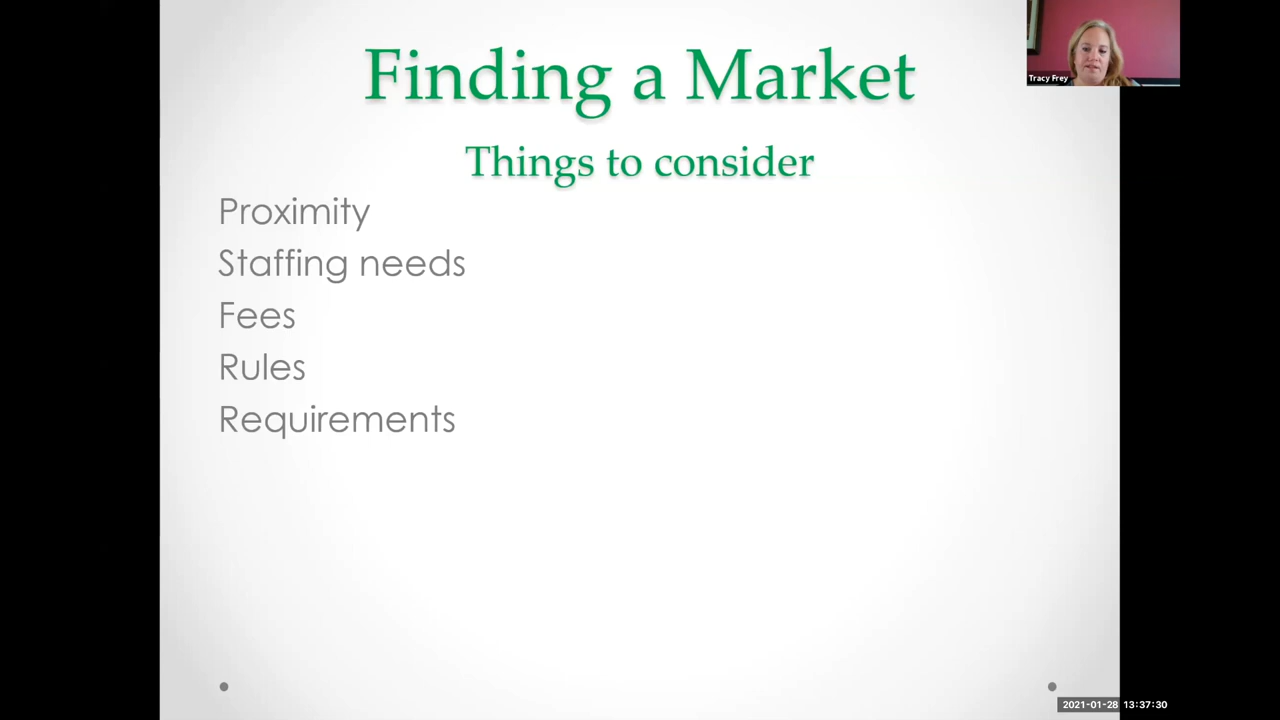 Finding a Market
Tracy Frey
Things to consider
Proximity
Staffing needs
Fees
Rules
Requirements
2021-01-28 13:37:30